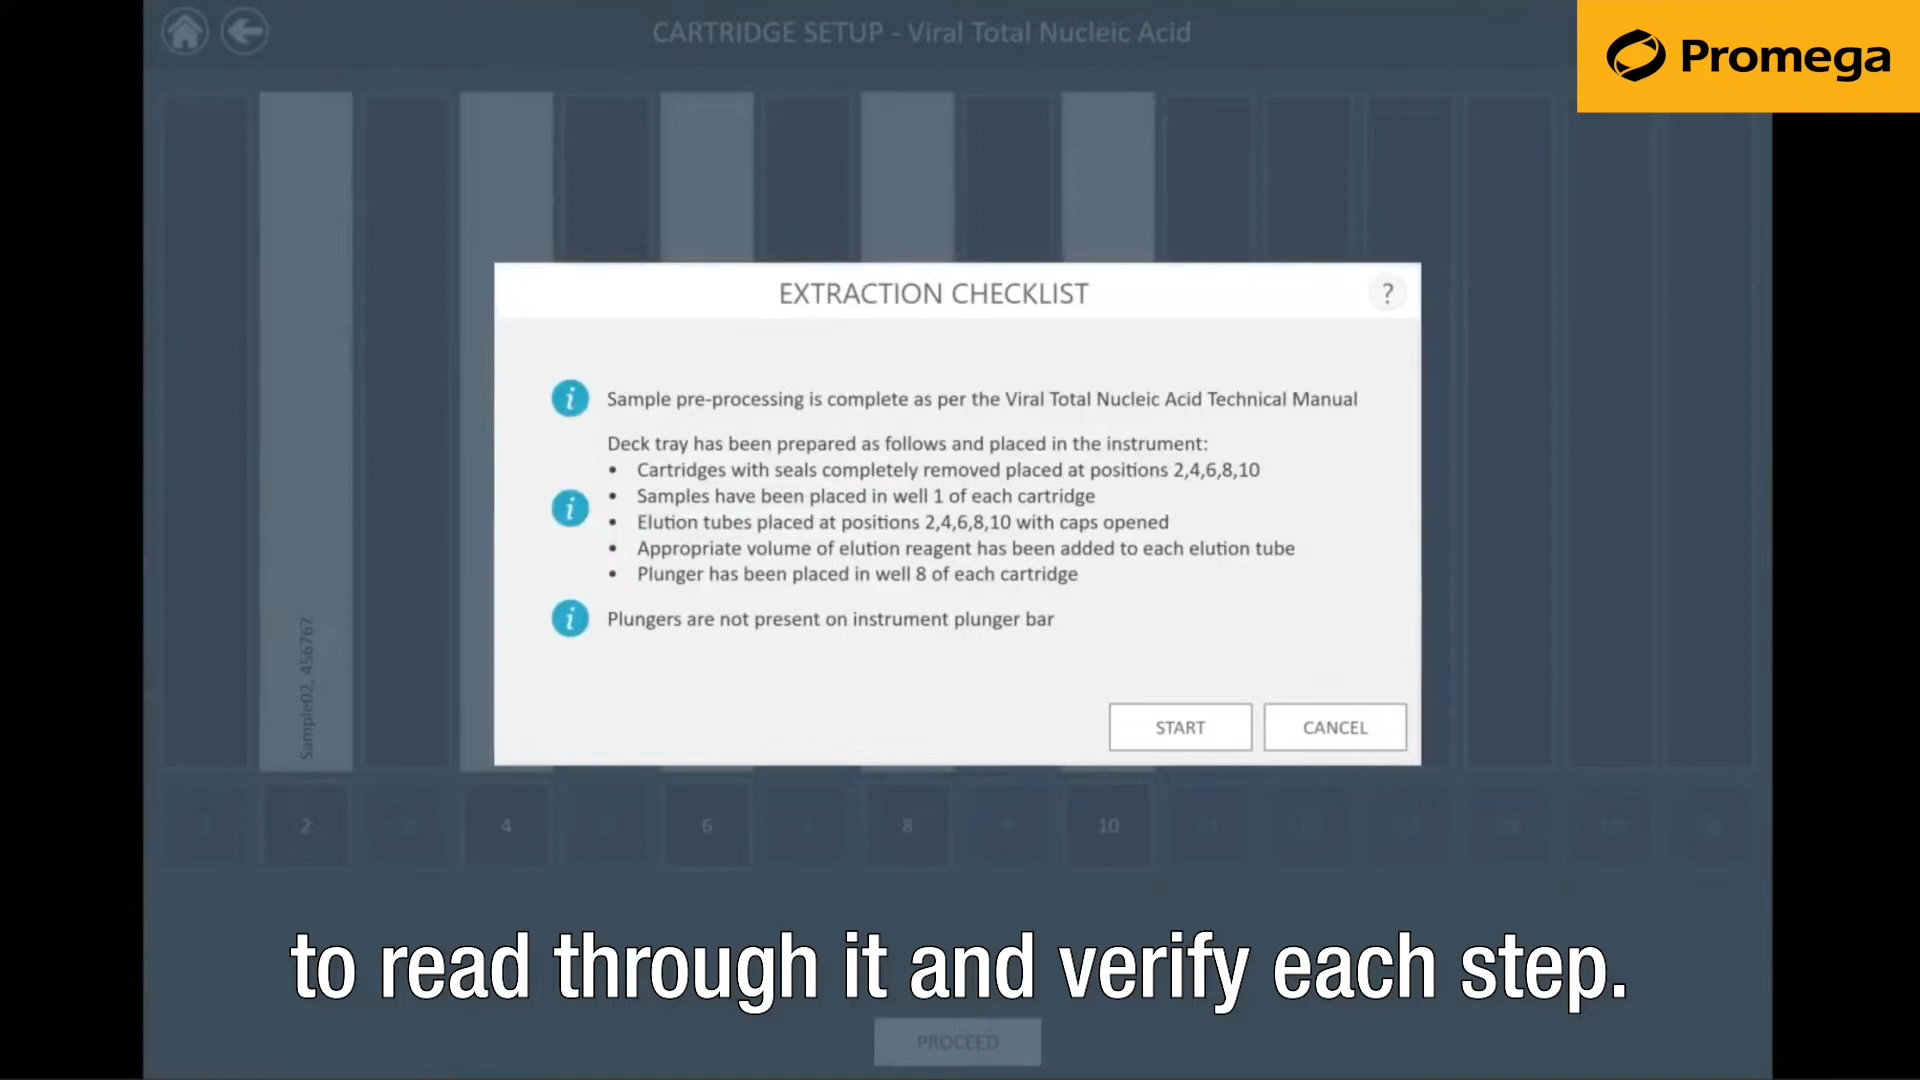 CARTRIDGE SETUP - Viral Total Nucleic Acid
Promega
EXTRACTION CHECKLIST
?
Sample pre-processing is complete as per the Viral Total Nucleic Acid Technical Manual
Deck tray has been prepared as follows and placed in the instrument:
• Cartridges with seals completely removed placed at positions 2,4,6,8,10
• Samples have been placed in well 1 of each cartridge
• Elution tubes placed at positions 2,4,6,8,10 with caps opened
• Appropriate volume of elution reagent has been added to each elution tube
• Plunger has been placed in well 8 of each cartridge
Plungers are not present on instrument plunger bar
START CANCEL
Sample02, 456767
2 4 6 8 10
to read through it and verify each step.
PROCEED